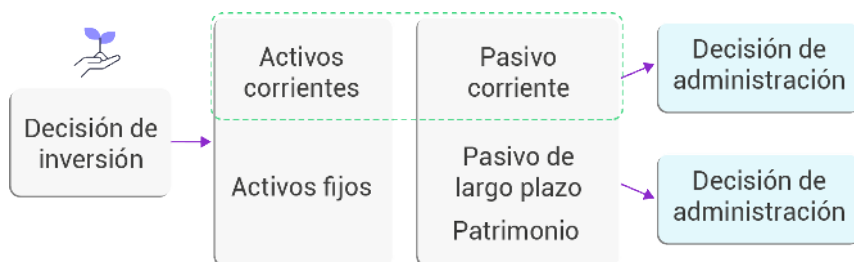 Decisión de
inversión
Activos
corrientes
Activos fijos
Pasivo
corriente
Pasivo de
largo plazo
Patrimonio
Decisión de
administración
Decisión de
administración